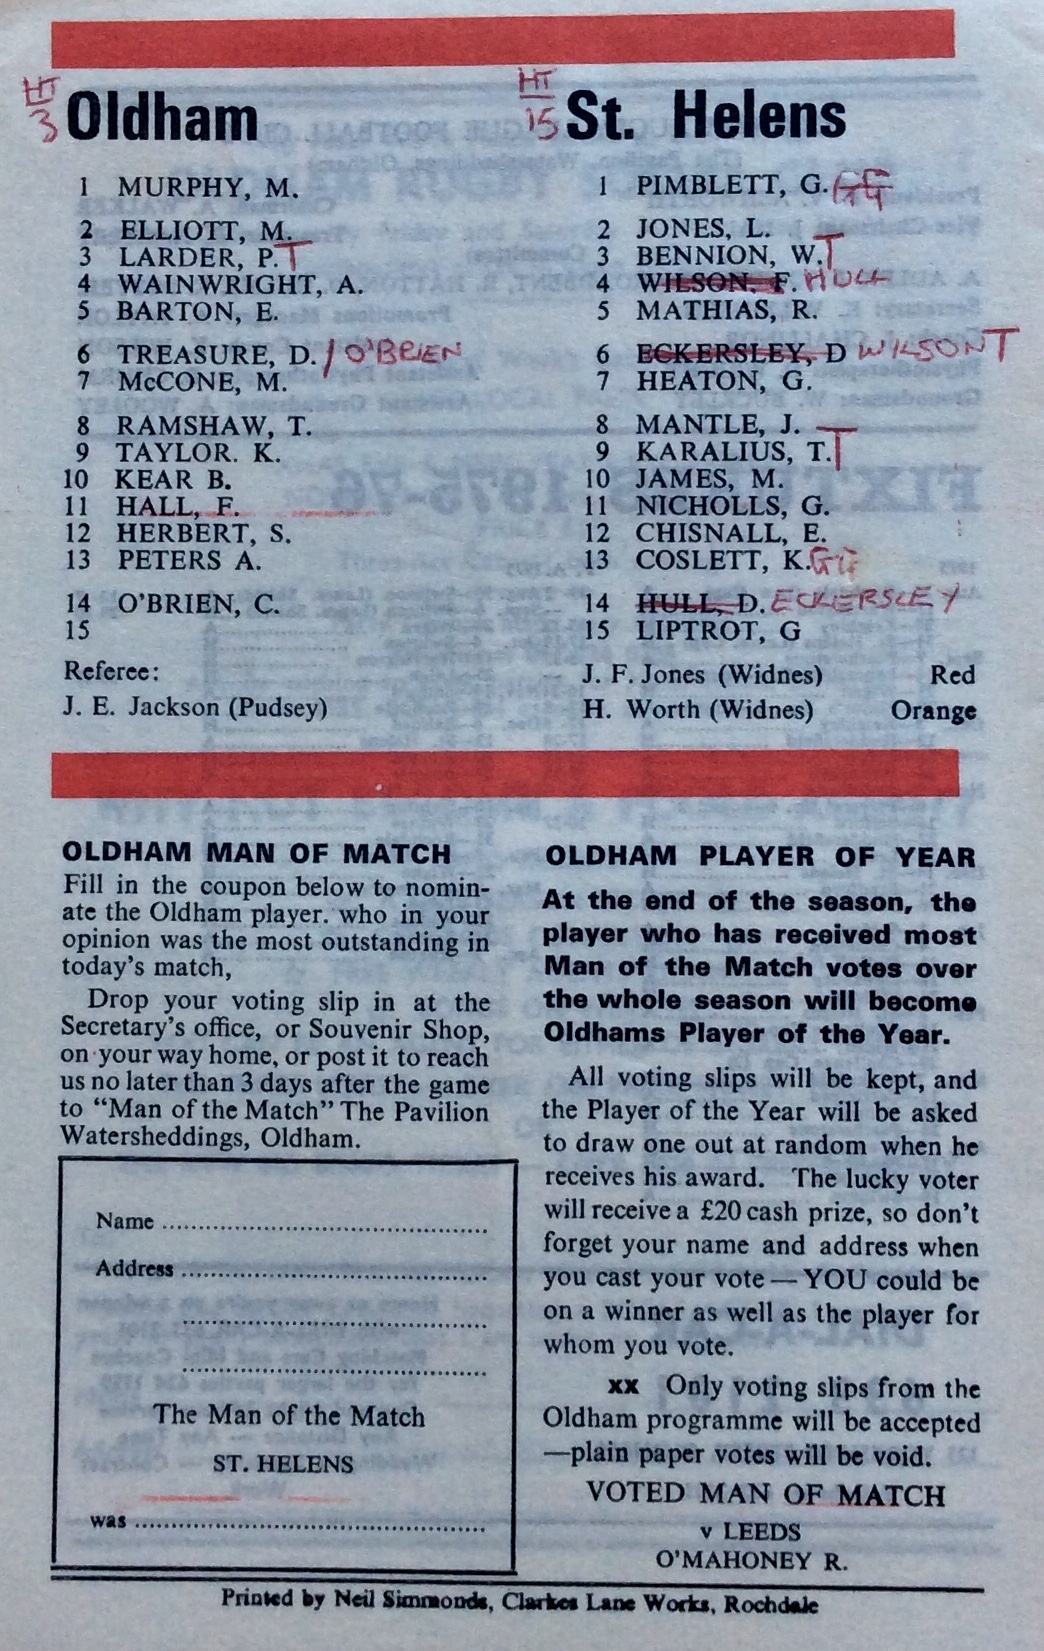 HT
3
Oldham
1 MURPHY, M.
2 ELLIOTT, M.
3 LARDER, P. T
4 WAINWRIGHT, A.
5 BARTON, E.
6 TREASURE, D. / O'BRIEN
7 McCONE, M.
8 RAMSHAW, T.
9 TAYLOR. K.
10 KEAR B.
11 HALL, F.
12 HERBERT, S.
13 PETERS A.
14 O'BRIEN, C.
15
Referee:
J. E. Jackson (Pudsey)
HT
15
St. Helens
1 PIMBLETT, G.
2 JONES, L.
3 BENNION, W. T
4 WILSON, F. HULL
5 MATHIAS, R.
6 ECKERSLEY, D WILSON T
7 HEATON, G.
8 MANTLE, J.
9 KARALIUS, T. T
10 JAMES, M.
11 NICHOLLS, G.
12 CHISNALL, E.
13 COSLETT, K. GG
14 HULL, D. ECKERSLEY
15 LIPTROT, G
J. F. Jones (Widnes) Red
H. Worth (Widnes) Orange
OLDHAM MAN OF MATCH
Fill in the coupon below to nomin-
ate the Oldham player. who in your
opinion was the most outstanding in
today's match,
Drop your voting slip in at the
Secretary's office, or Souvenir Shop,
on your way home, or post it to reach
us no later than 3 days after the game
to "Man of the Match" The Pavilion
Watersheddings, Oldham.
Name
Address
The Man of the Match
ST. HELENS
was
OLDHAM PLAYER OF YEAR
At the end of the season, the
player who has received most
Man of the Match votes over
the whole season will become
Oldhams Player of the Year.
All voting slips will be kept, and
the Player of the Year will be asked
to draw one out at random when he
receives his award. The lucky voter
will receive a £20 cash prize, so don't
forget your name and address when
you cast your vote — YOU could be
on a winner as well as the player for
whom you vote.
xx Only voting slips from the
Oldham programme will be accepted
—plain paper votes will be void.
VOTED MAN OF MATCH
v LEEDS
O'MAHONEY R.
Printed by Neil Simmonds, Clarkes Lane Works, Rochdale